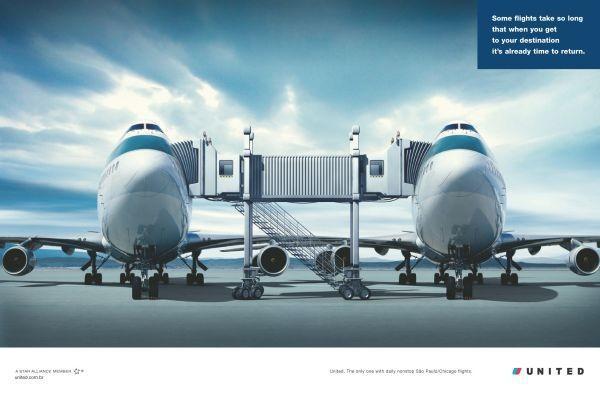 Some flights take so long
that when you get
to your destination
it's already time to return.
A STAR ALLIANCE MEMBER
united.com.br
United. The only one with daily nonstop São Paulo/Chicago flights.
UNITED